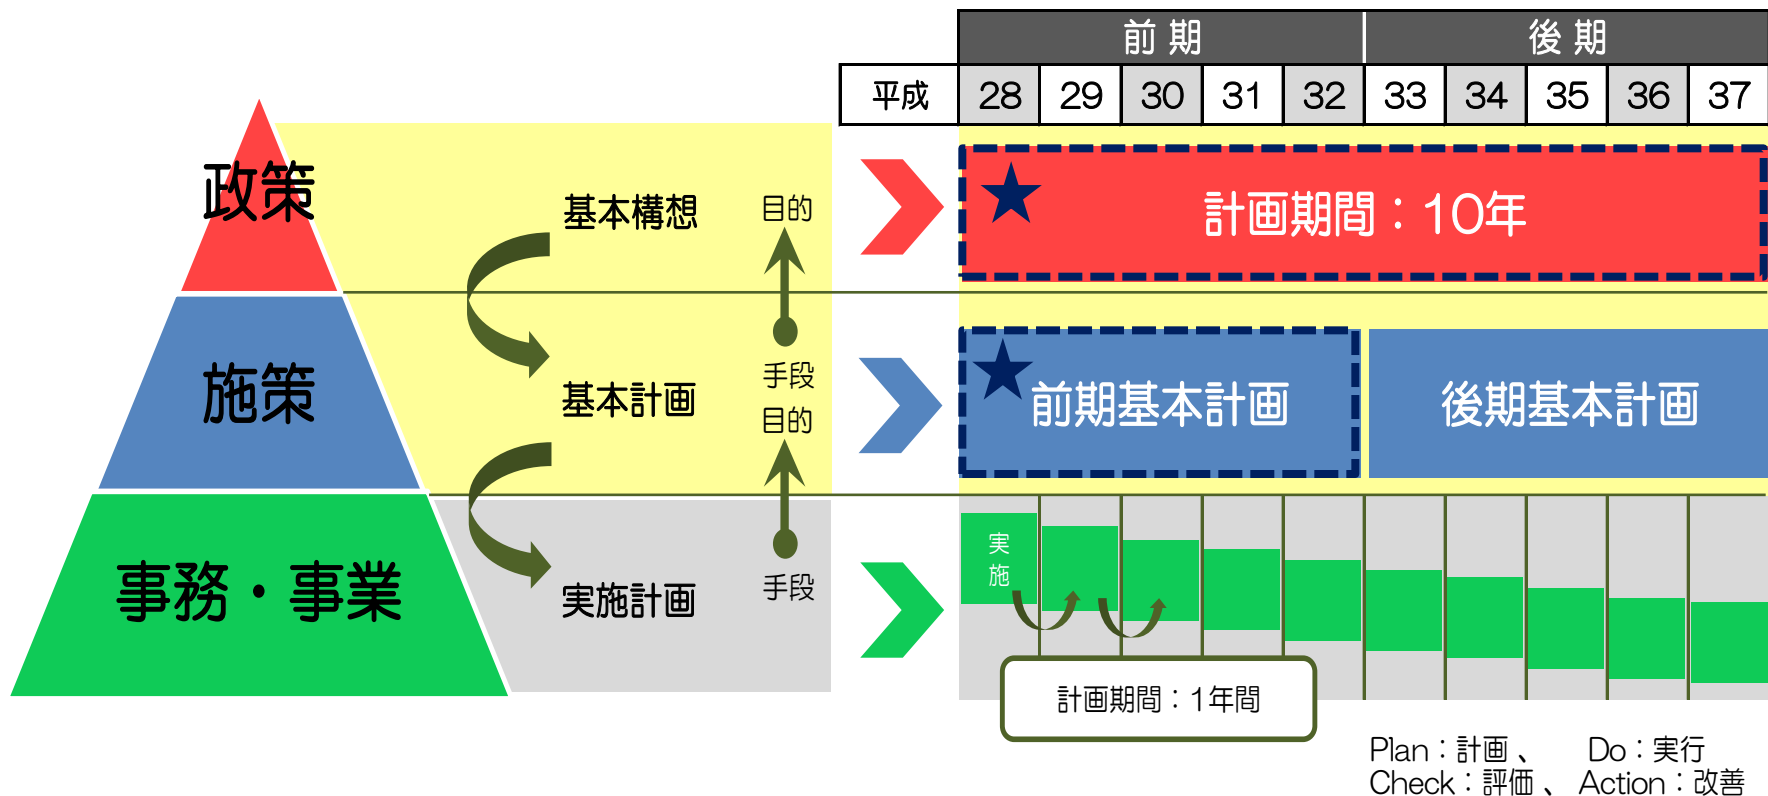 前期 後期
平成 28 29 30 31 32 33 34 35 36 37
政策
基本構想
目的
計画期間：10年
手段
施策
基本計画
目的
前期基本計画
後期基本計画
事務・事業
実施計画
手段
実施
計画期間：1年間
Plan：計画、 Do：実行
Check：評価、 Action：改善